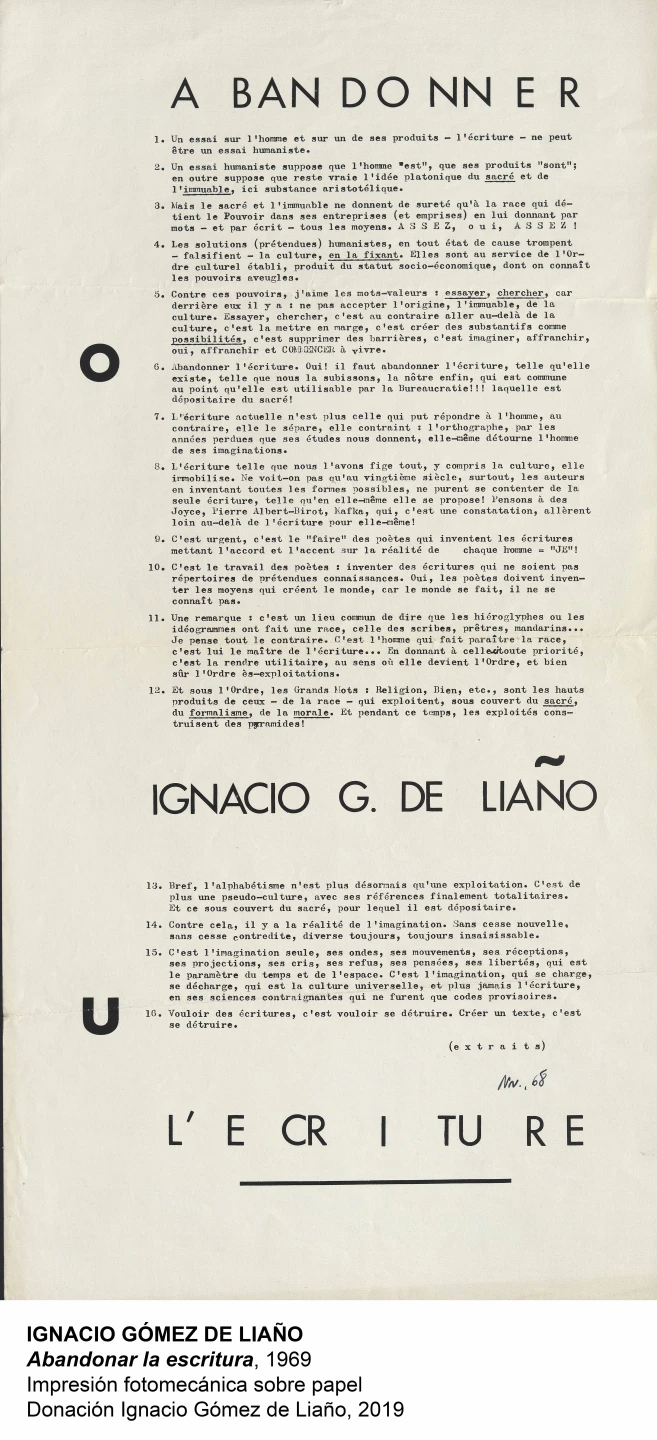 A BANDONNER
1. Un essai sur l'homme et sur un de ses produits – l'écriture – ne peut
être un essai humaniste.
2. Un essai humaniste suppose que l'homme "est", que ses produits "sont";
en outre suppose que reste vraie l'idée platonique du sacré et de
l'immuable, ici substance aristotélique.
3. Mais le sacré et l'immuable ne donnent de sureté qu'à la race qui dé-
tient le Pouvoir dans ses entreprises (et emprises) en lui donnant par
mots – et par écrit – tous les moyens. A S S E Z, o u i, A S S E Z !
4. Les solutions (prétendues) humanistes, en tout état de cause trompent
– falsifient – la culture, en la fixant. Elles sont au service de l'Or-
dre culturel établi, produit du statut socio-économique, dont on connaît
les pouvoirs aveugles.
5. Contre ces pouvoirs, j'aime les mots-valeurs : essayer, chercher, car
derrière eux il y a : ne pas accepter l'origine, l'immuable, de la
culture. Essayer, chercher, c'est au contraire aller au-delà de la
culture, c'est la mettre en marge, c'est créer des substantifs comme
possibilités, c'est supprimer des barrières, c'est imaginer, affranchir,
oui, affranchir et COMMENCER à vivre.
O
6. Abandonner l'écriture. Oui! il faut abandonner l'écriture, telle qu'elle
existe, telle que nous la subissons, la nôtre enfin, qui est commune
au point qu'elle est utilisable par la Bureaucratie!!! laquelle est
dépositaire du sacré!
7. L'écriture actuelle n'est plus celle qui put répondre à l'homme, au
contraire, elle le sépare, elle contraint : l'orthographe, par les
années perdues que ses études nous donnent, elle-même détourne l'homme
de ses imaginations.
8. L'écriture telle que nous l'avons fige tout, y compris la culture, elle
immobilise. Ne voit-on pas qu'au vingtième siècle, surtout, les auteurs
en inventant toutes les formes possibles, ne purent se contenter de la
seule écriture, telle qu'en elle-même elle se propose! Pensons à des
Joyce, Pierre Albert-Birot, Kafka, qui, c'est une constatation, allèrent
loin au-delà de l'écriture pour elle-même!
9. C'est urgent, c'est le "faire" des poètes qui inventent les écritures
mettant l'accord et l'accent sur la réalité de chaque homme = "JE"!
10. C'est le travail des poètes : inventer des écritures qui ne soient pas
répertoires de prétendues connaissances. Oui, les poètes doivent inven-
ter les moyens qui créent le monde, car le monde se fait, il ne se
connaît pas.
11. Une remarque : c'est un lieu commun de dire que les hiéroglyphes ou les
idéogrammes ont fait une race, celle des scribes, prêtres, mandarins...
Je pense tout le contraire. C'est l'homme qui fait paraître la race,
c'est lui le maître de l'écriture... En donnant à celle toute priorité,
c'est la rendre utilitaire, au sens où elle devient l'Ordre, et bien
sûr l'Ordre ès-exploitations.
12. Et sous l'Ordre, les Grands Mots : Religion, Bien, etc., sont les hauts
produits de ceux – de la race – qui exploitent, sous couvert du sacré,
du formalisme, de la morale. Et pendant ce temps, les exploités cons-
truisent des pyramides!
IGNACIO G. DE LIAÑO
13. Bref, l'alphabétisme n'est plus désormais qu'une exploitation. C'est de
plus une pseudo-culture, avec ses références finalement totalitaires.
Et ce sous couvert du sacré, pour lequel il est dépositaire.
14. Contre cela, il y a la réalité de l'imagination. Sans cesse nouvelle,
sans cesse contredite, diverse toujours, toujours insaisissable.
15. C'est l'imagination seule, ses ondes, ses mouvements, ses réceptions,
ses projections, ses cris, ses refus, ses pensées, ses libertés, qui est
le paramètre du temps et de l'espace. C'est l'imagination, qui se charge,
se décharge, qui est la culture universelle, et plus jamais l'écriture,
en ses sciences contraignantes qui ne furent que codes provisoires.
U
16. Vouloir des écritures, c'est vouloir se détruire. Créer un texte, c'est
se détruire.
(e x t r a i t s)
Nv., 68
L'ECRITURE
IGNACIO GÓMEZ DE LIAÑO
Abandonar la escritura, 1969
Impresión fotomecánica sobre papel
Donación Ignacio Gómez de Liaño, 2019